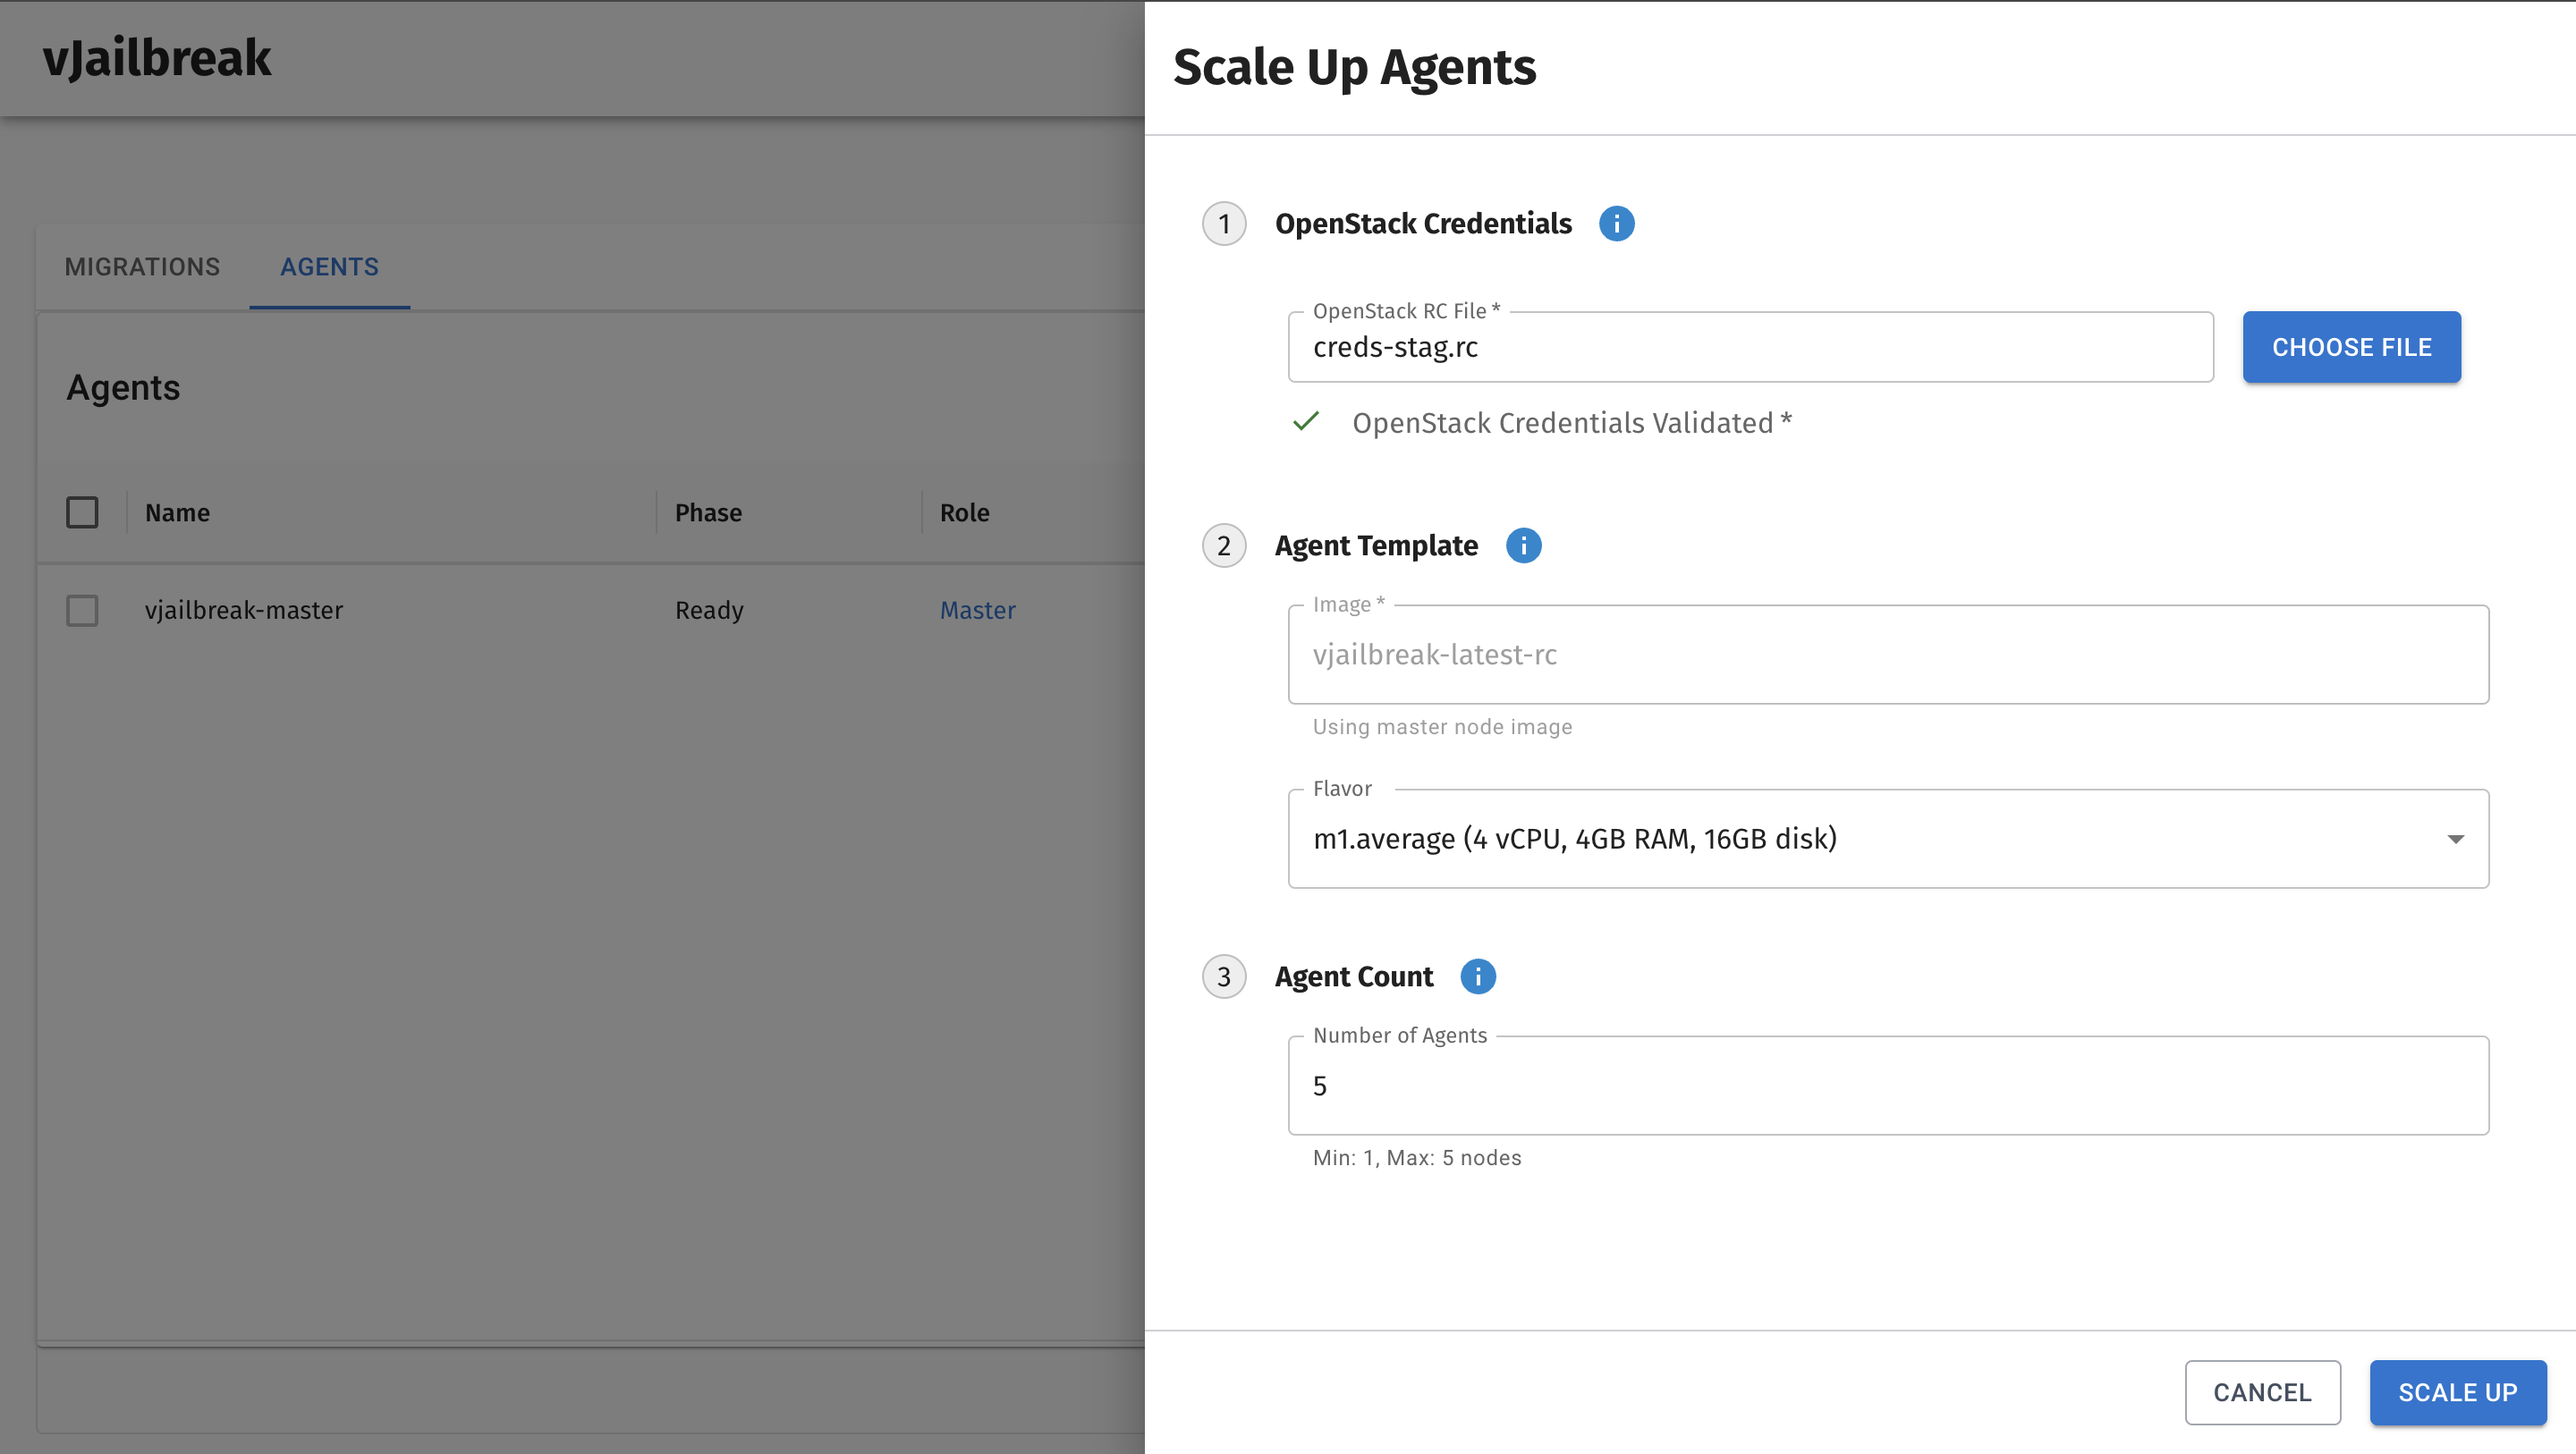 vJailbreak
MIGRATIONS AGENTS
Agents
Name Phase Role
vjailbreak-master Ready Master
Scale Up Agents
1 OpenStack Credentials i
OpenStack RC File *
creds-stag.rc
CHOOSE FILE
OpenStack Credentials Validated *
2 Agent Template i
Image *
vjailbreak-latest-rc
Using master node image
Flavor
m1.average (4 vCPU, 4GB RAM, 16GB disk)
3 Agent Count i
Number of Agents
5
Min: 1, Max: 5 nodes
CANCEL SCALE UP